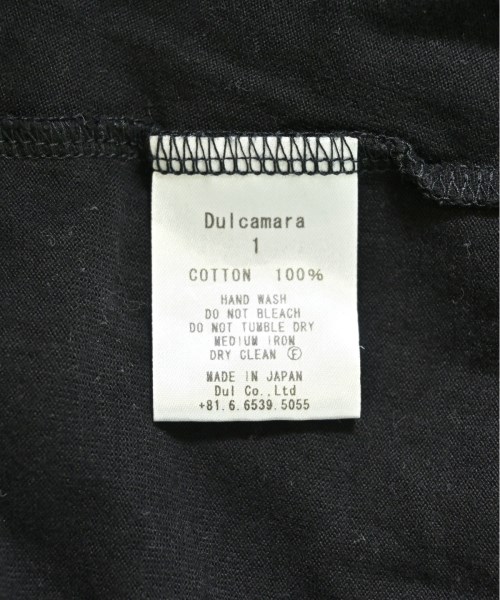 Dulcamara
1
COTTON 100%
HAND WASH
DO NOT BLEACH
DO NOT TUMBLE DRY
MEDIUM IRON
DRY CLEAN Ⓕ
MADE IN JAPAN
Dul Co.,Ltd
+81.6.6539.5055